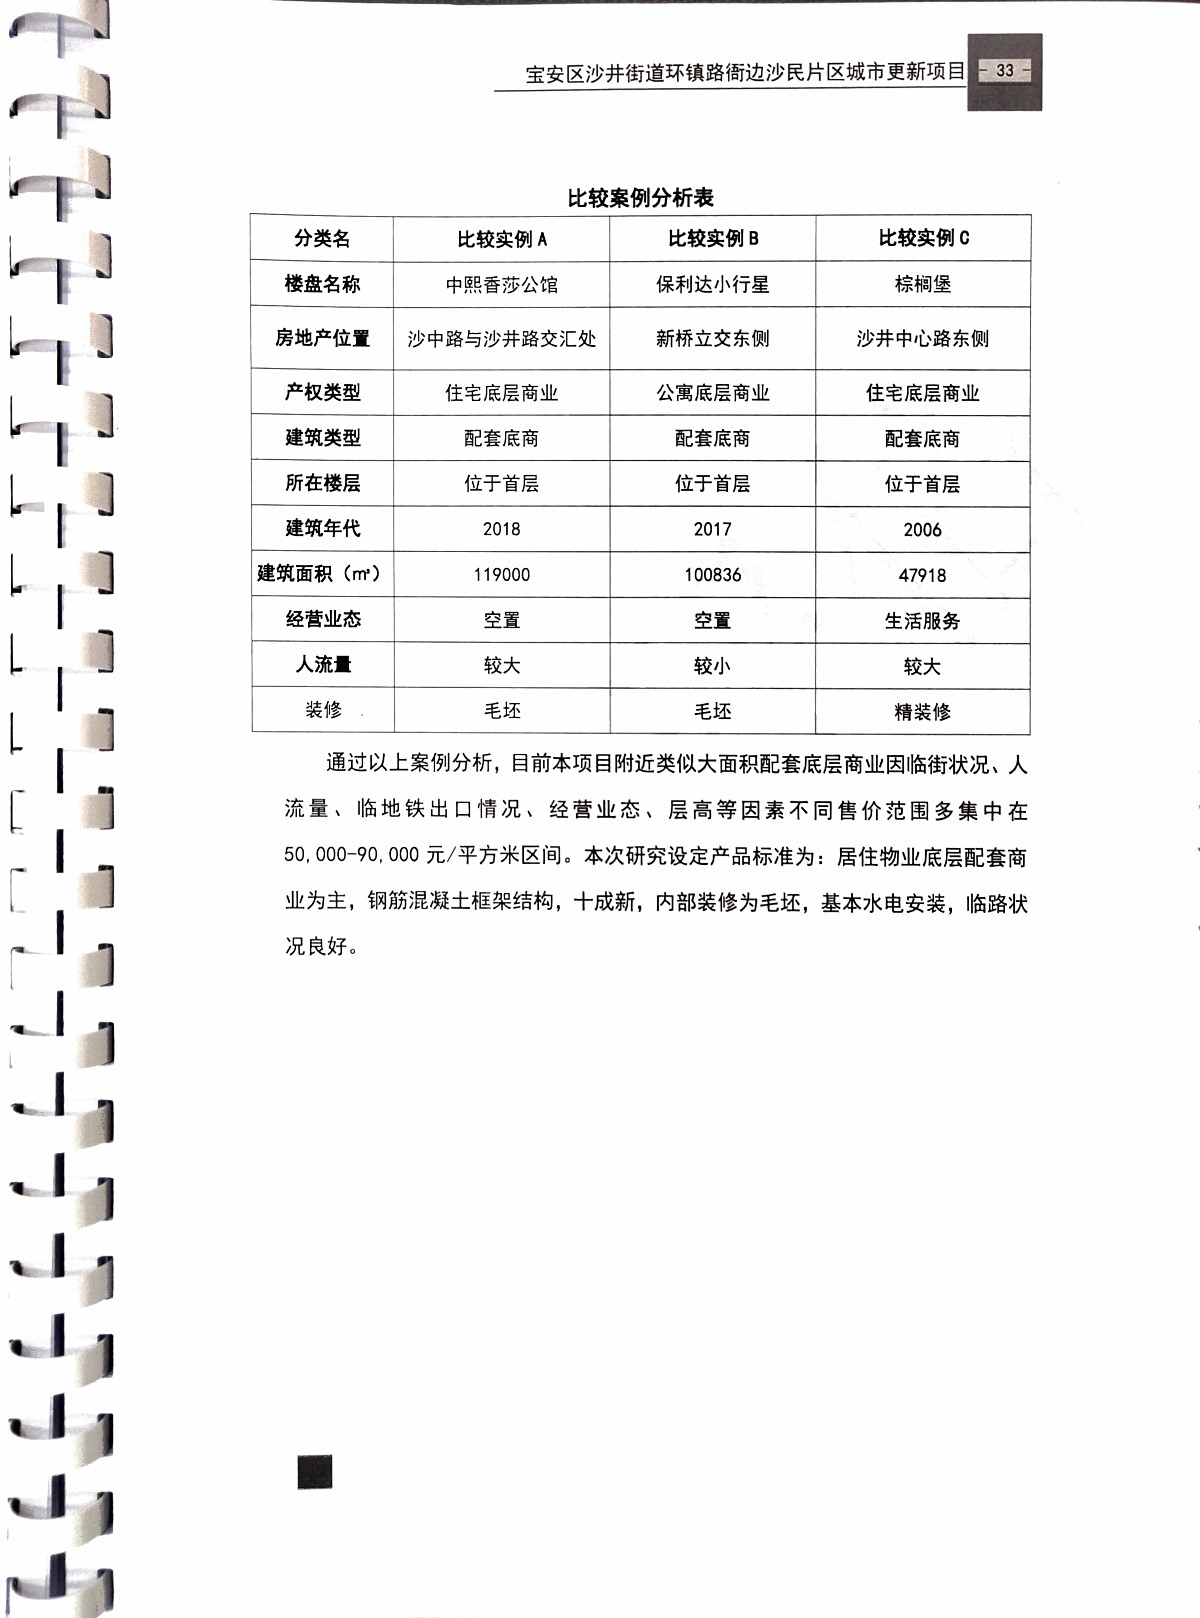 宝安区沙井街道环镇路衙边沙民片区城市更新项目 - 33 -
比较案例分析表
分类名 比较实例 A 比较实例 B 比较实例 C
楼盘名称 中熙香莎公馆 保利达小行星 棕榈堡
房地产位置 沙中路与沙井路交汇处 新桥立交东侧 沙井中心路东侧
产权类型 住宅底层商业 公寓底层商业 住宅底层商业
建筑类型 配套底商 配套底商 配套底商
所在楼层 位于首层 位于首层 位于首层
建筑年代 2018 2017 2006
建筑面积（㎡） 119000 100836 47918
经营业态 空置 空置 生活服务
人流量 较大 较小 较大
装修 毛坯 毛坯 精装修
通过以上案例分析，目前本项目附近类似大面积配套底层商业因临街状况、人
流量、临地铁出口情况、经营业态、层高等因素不同售价范围多集中在
50,000-90,000 元/平方米区间。本次研究设定产品标准为：居住物业底层配套商
业为主，钢筋混凝土框架结构，十成新，内部装修为毛坯，基本水电安装，临路状
况良好。